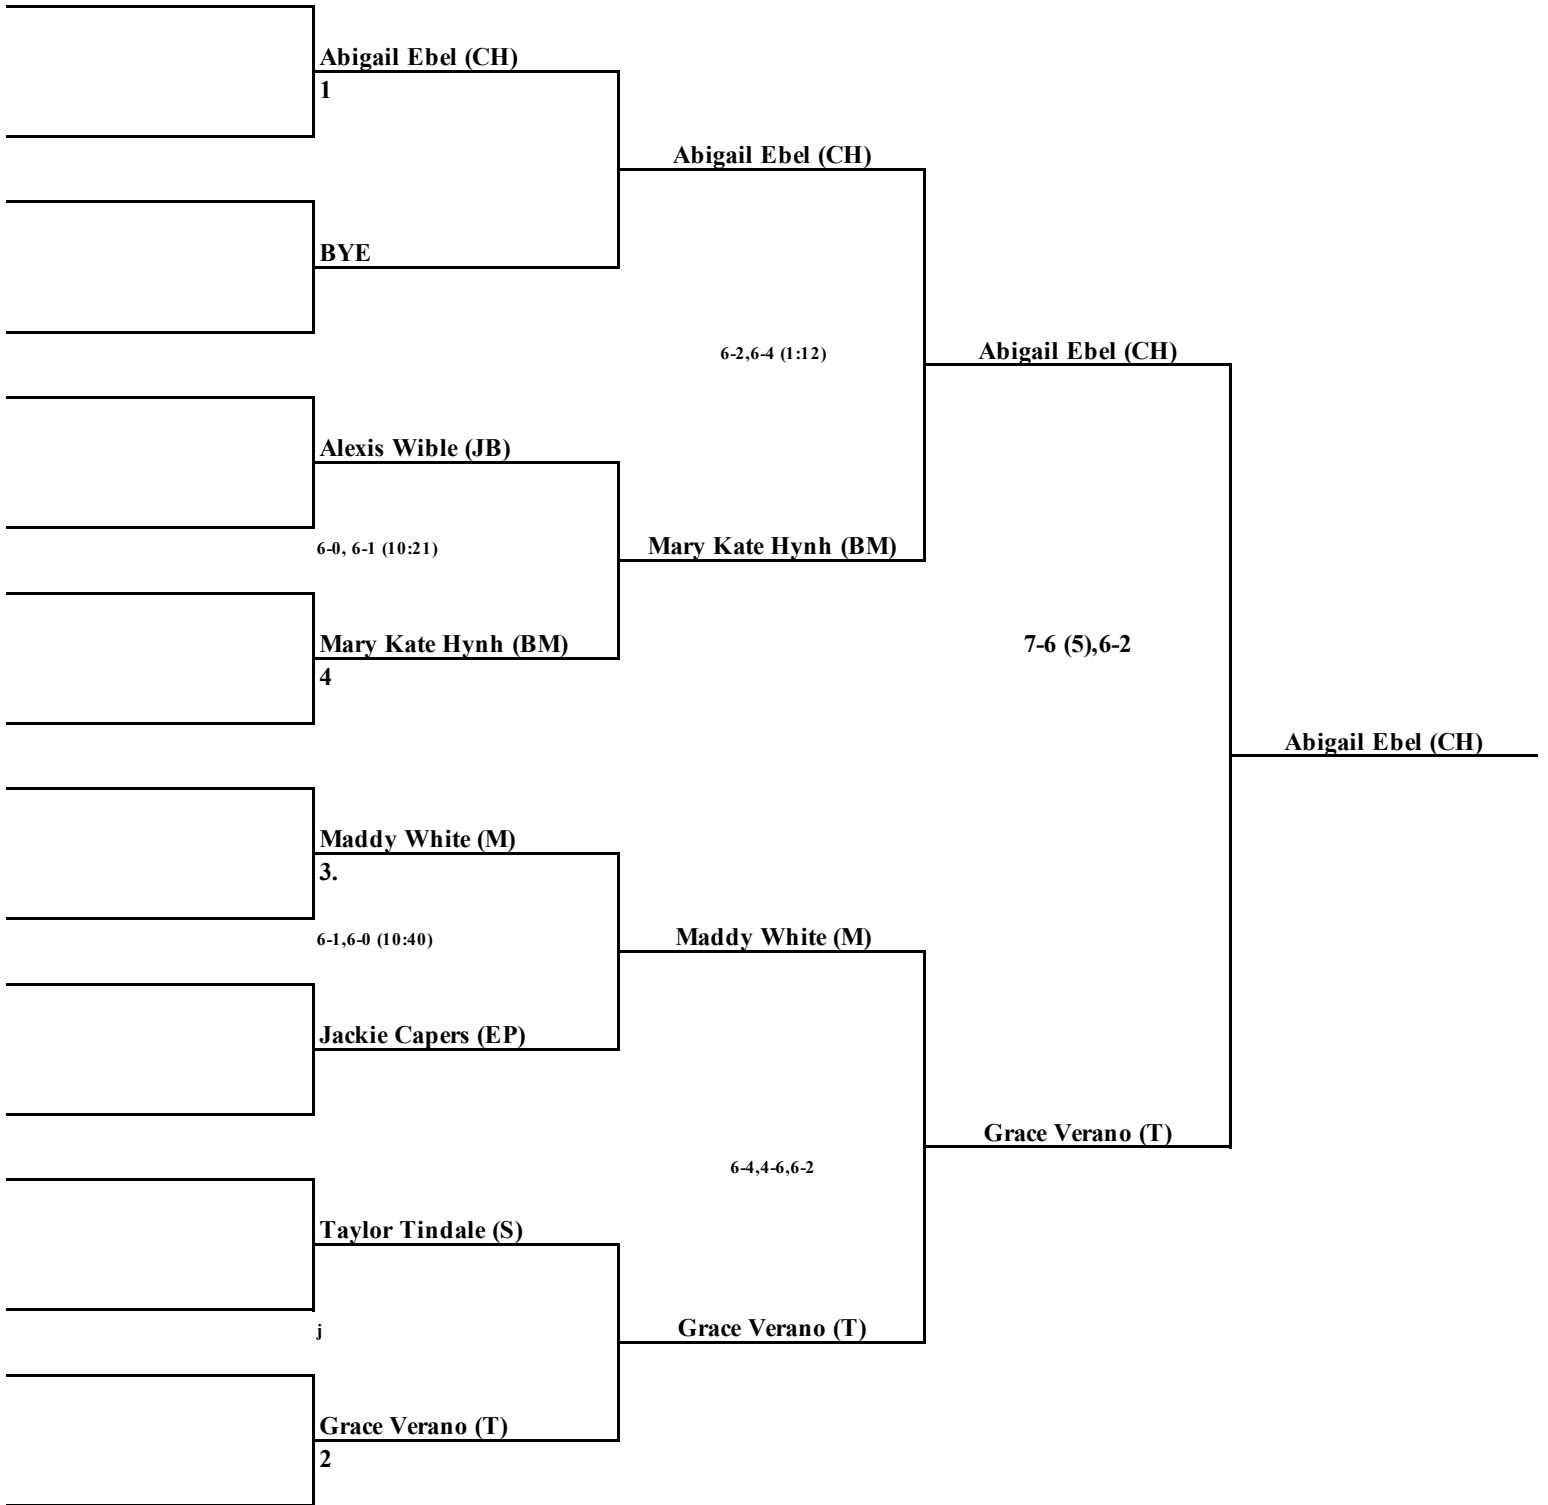 Abigail Ebel (CH)
1
Abigail Ebel (CH)
BYE
6-2,6-4 (1:12)
Abigail Ebel (CH)
Alexis Wible (JB)
6-0, 6-1 (10:21)
Mary Kate Hynh (BM)
Mary Kate Hynh (BM)
4
7-6 (5),6-2
Abigail Ebel (CH)
Maddy White (M)
3.
6-1,6-0 (10:40)
Maddy White (M)
Jackie Capers (EP)
Grace Verano (T)
6-4,4-6,6-2
Taylor Tindale (S)
j
Grace Verano (T)
Grace Verano (T)
2